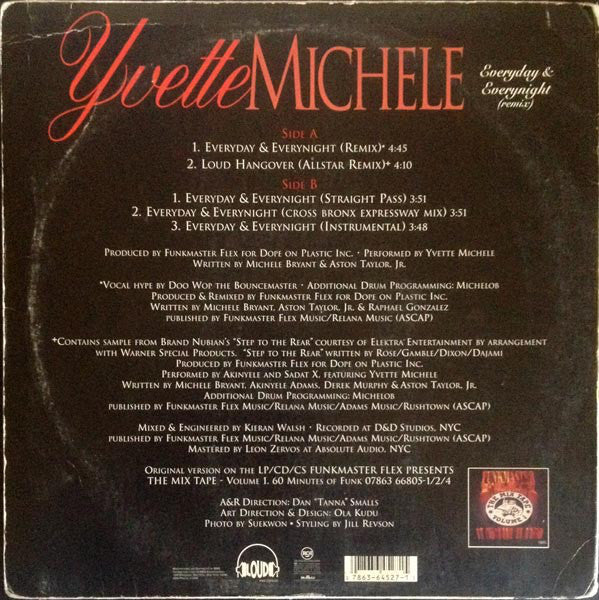 Yvette MICHELE
Everyday &
Everynight
(remix)
Side A
1. Everyday & Everynight (Remix)* 4:45
2. Loud Hangover (Allstar Remix)+ 4:10
Side B
1. Everyday & Everynight (Straight Pass) 3:51
2. Everyday & Everynight (cross bronx expressway mix) 3:51
3. Everyday & Everynight (Instrumental) 3:48
Produced by Funkmaster Flex for Dope on Plastic Inc. • Performed by Yvette Michele
Written by Michele Bryant & Aston Taylor, Jr.
*Vocal hype by Doo Wop the Bouncemaster • Additional Drum Programming: Michelob
Produced & Remixed by Funkmaster Flex for Dope on Plastic Inc.
Written by Michele Bryant, Aston Taylor, Jr. & Raphael Gonzalez
published by Funkmaster Flex Music/Relana Music (ASCAP)
+Contains sample from Brand Nubian's "Step to the Rear" courtesy of Elektra Entertainment by arrangement
with Warner Special Products. "Step to the Rear" written by Rose/Gamble/Dixon/Dajami
Produced by Funkmaster Flex for Dope on Plastic Inc.
Performed by Akinyele and Sadat X, featuring Yvette Michele
Written by Michele Bryant, Akinyele Adams, Derek Murphy & Aston Taylor, Jr.
Additional Drum Programming: Michelob
published by Funkmaster Flex Music/Relana Music/Adams Music/Rushtown (ASCAP)
Mixed & Engineered by Kieran Walsh • Recorded at D&D Studios, NYC
published by Funkmaster Flex Music/Relana Music/Adams Music/Rushtown (ASCAP)
Mastered by Leon Zervos at Absolute Audio, NYC
Original version on the LP/CD/CS FUNKMASTER FLEX PRESENTS
THE MIX TAPE - Volume 1. 60 Minutes of Funk 07863 66805-1/2/4
A&R Direction: Dan "Tanna" Smalls
Art Direction & Design: Ola Kudu
Photo by Suekwon • Styling by Jill Revson
THE MIX TAPE
VOLUME 1
LOUD
RCA
7863-64527-1